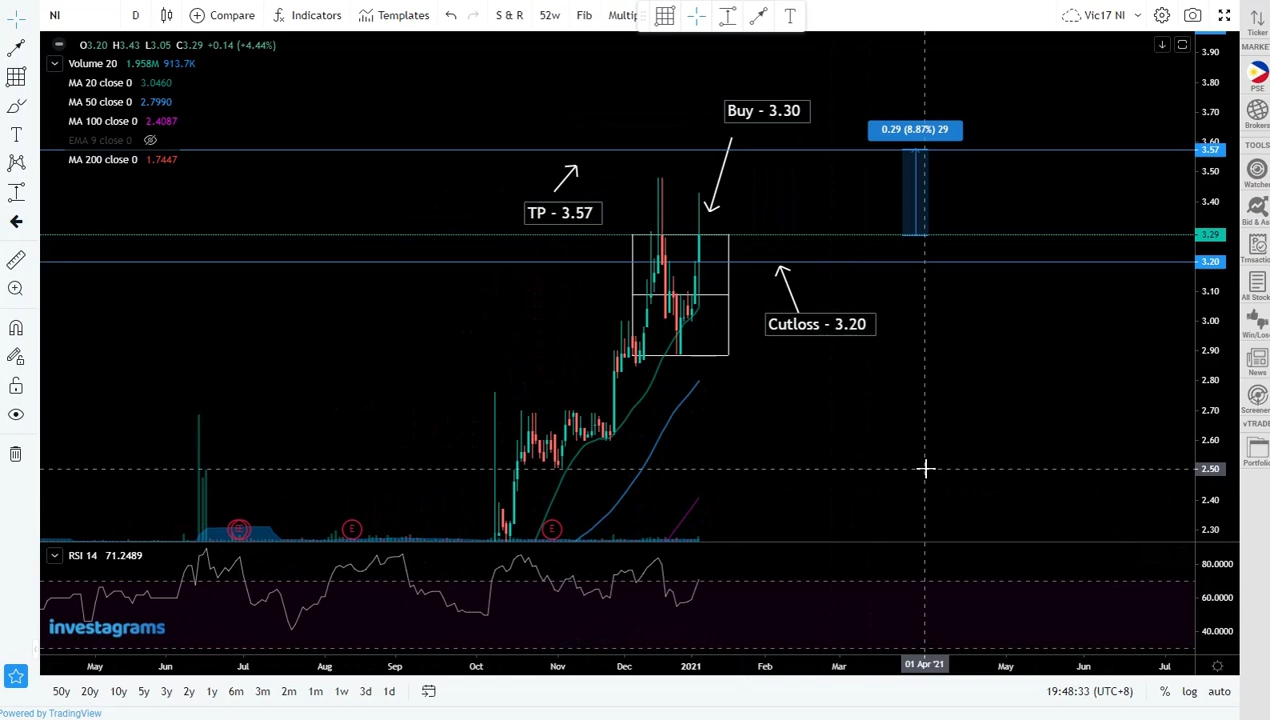 NI D Compare Indicators Templates S & R 52w Fib Vic17 NI
O3.20 H3.43 L3.05 C3.29 +0.14 (+4.44%)
Volume 20 1.958M 913.7K
MA 20 close 0 3.0460
MA 50 close 0 2.7990
MA 100 close 0 2.4087
EMA 9 close 0
MA 200 close 0 1.7447
Buy - 3.30
0.29 (8.87%) 29
TP - 3.57
Cutloss - 3.20
3.90
3.80
3.70
3.60
3.57
3.50
3.40
3.29
3.20
3.10
3.00
2.90
2.80
2.70
2.60
2.50
2.40
2.30
E E E
RSI 14 71.2489
80.0000
60.0000
40.0000
investagrams
May Jun Jul Aug Sep Oct Nov Dec 2021 Feb Mar 01 Apr '21 May Jun Jul
50y 20y 10y 5y 3y 2y 1y 6m 3m 2m 1m 1w 3d 1d 19:48:33 (UTC+8) % log auto
Powered by TradingView
Ticker
PSE
TOOLS
News